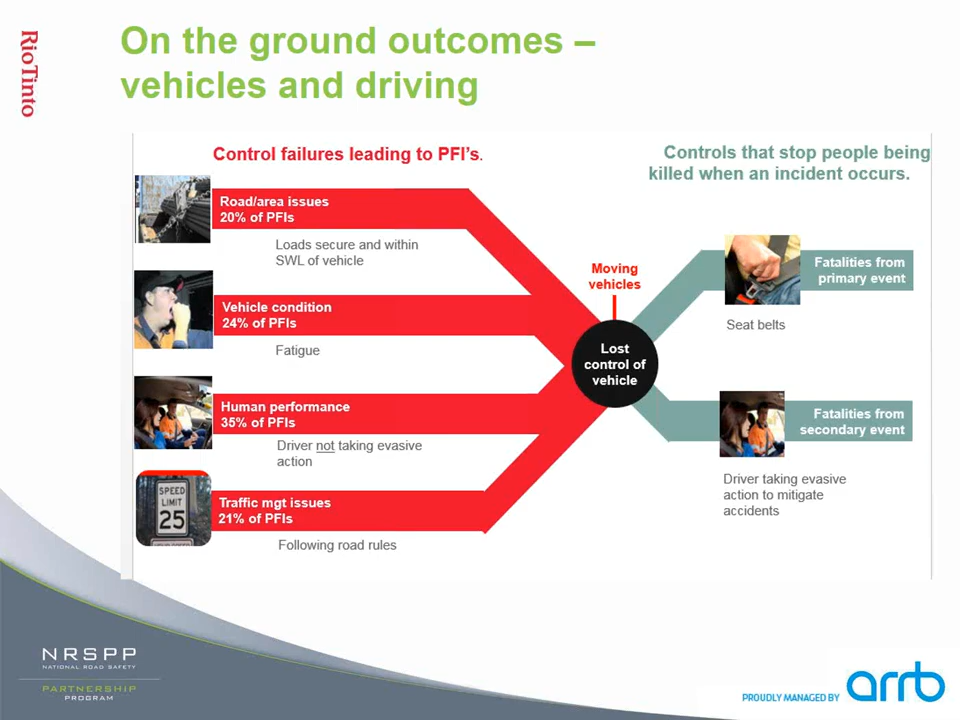 RioTinto
On the ground outcomes –
vehicles and driving
Control failures leading to PFI's.
Controls that stop people being
killed when an incident occurs.
Road/area issues
20% of PFIs
Loads secure and within
SWL of vehicle
Vehicle condition
24% of PFIs
Fatigue
Human performance
35% of PFIs
Driver not taking evasive
action
SPEED
LIMIT
25
Traffic mgt issues
21% of PFIs
Following road rules
Moving
vehicles
Lost
control of
vehicle
Fatalities from
primary event
Seat belts
Fatalities from
secondary event
Driver taking evasive
action to mitigate
accidents
NRSPP
NATIONAL ROAD SAFETY
PARTNERSHIP
PROGRAM
PROUDLY MANAGED BY
arrb